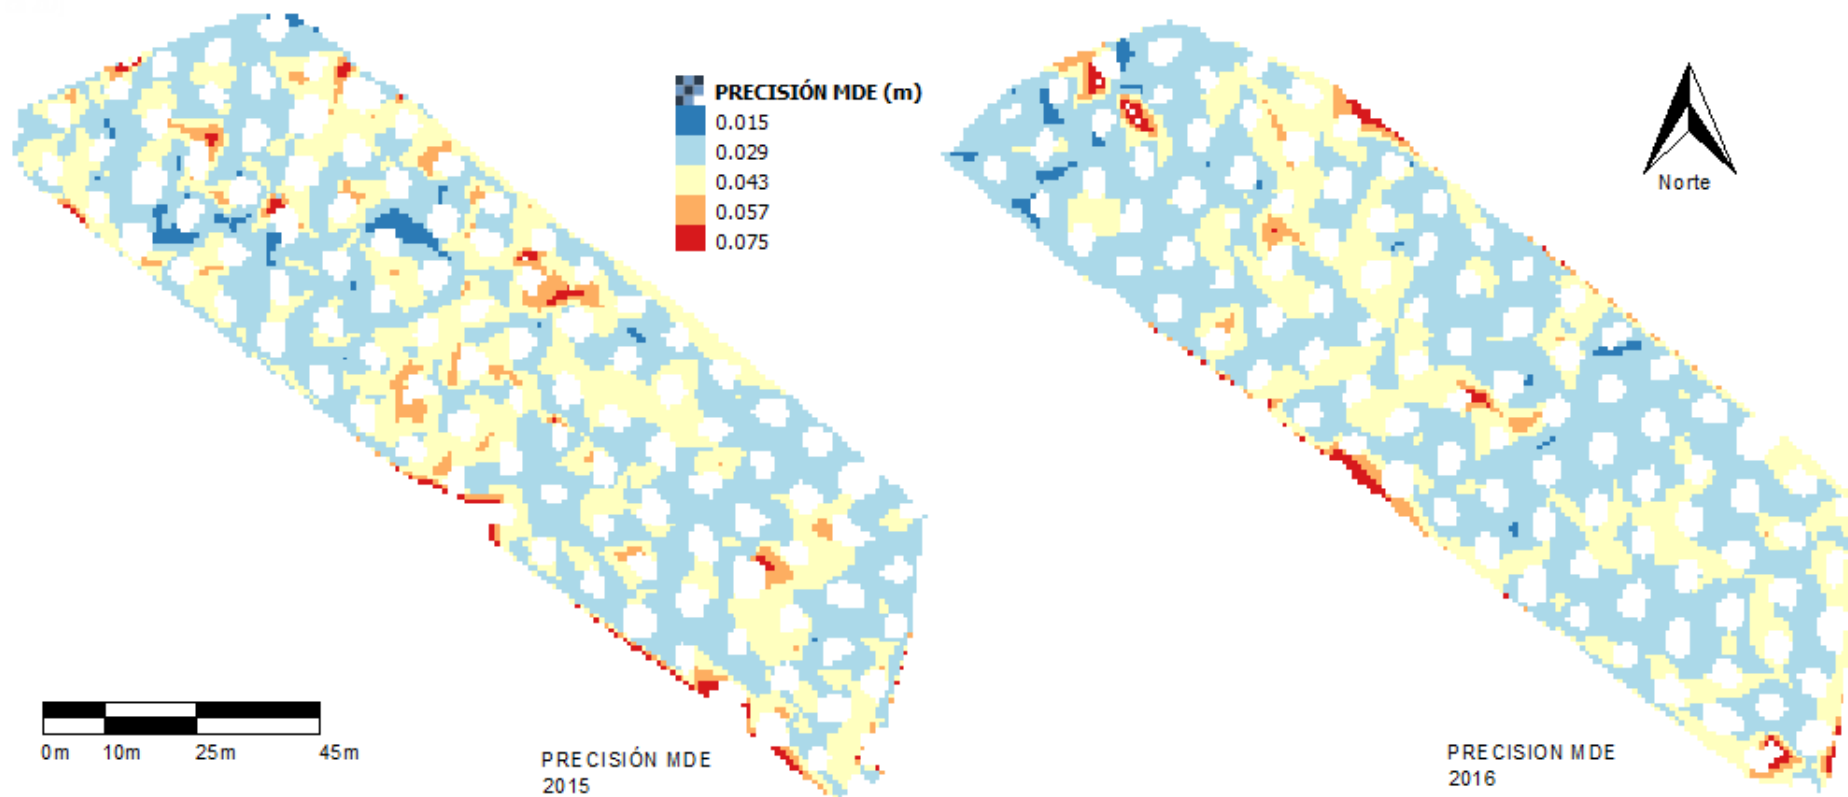 PRECISIÓN MDE (m)
0.015
0.029
0.043
0.057
0.075
Norte
0m 10m 25m 45m
PRECISIÓN MDE
2015
PRECISION MDE
2016